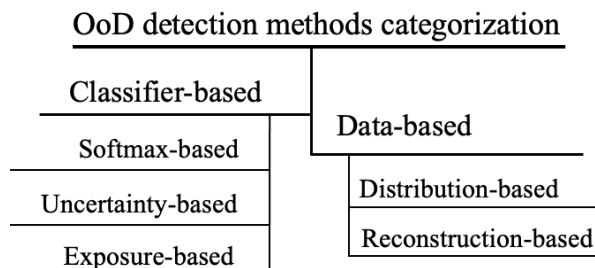 OoD detection methods categorization
Classifier-based
Softmax-based
Uncertainty-based
Exposure-based
Data-based
Distribution-based
Reconstruction-based